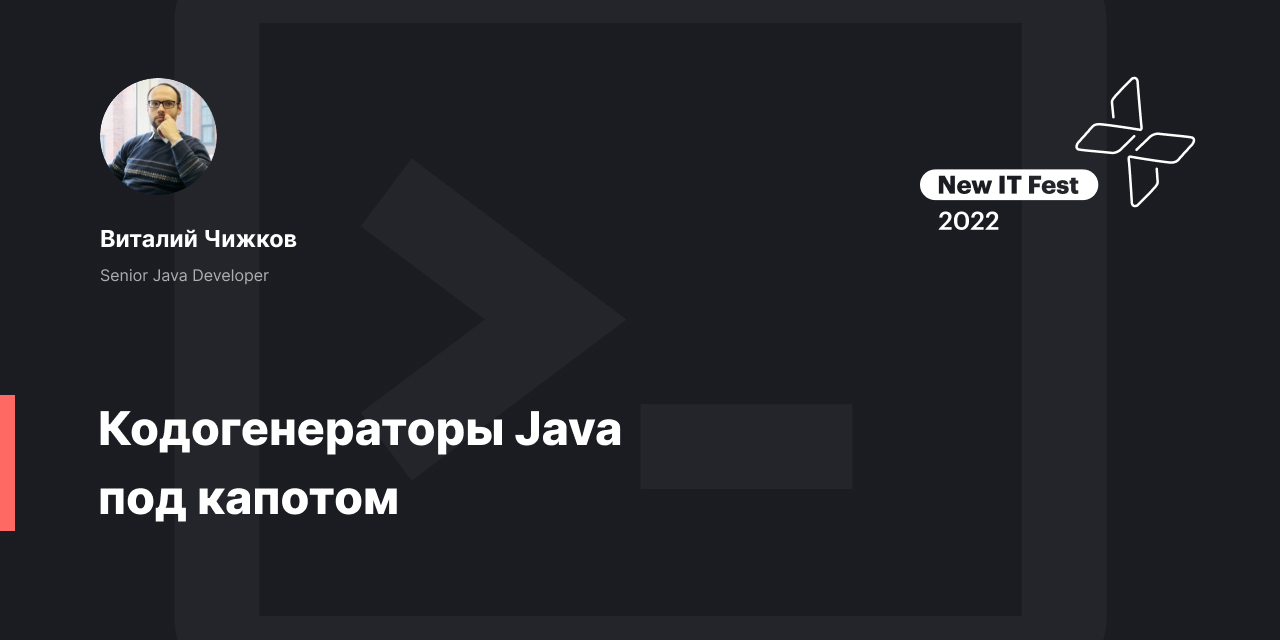 Виталий Чижков
Senior Java Developer
New IT Fest
2022
Кодогенераторы Java
под капотом